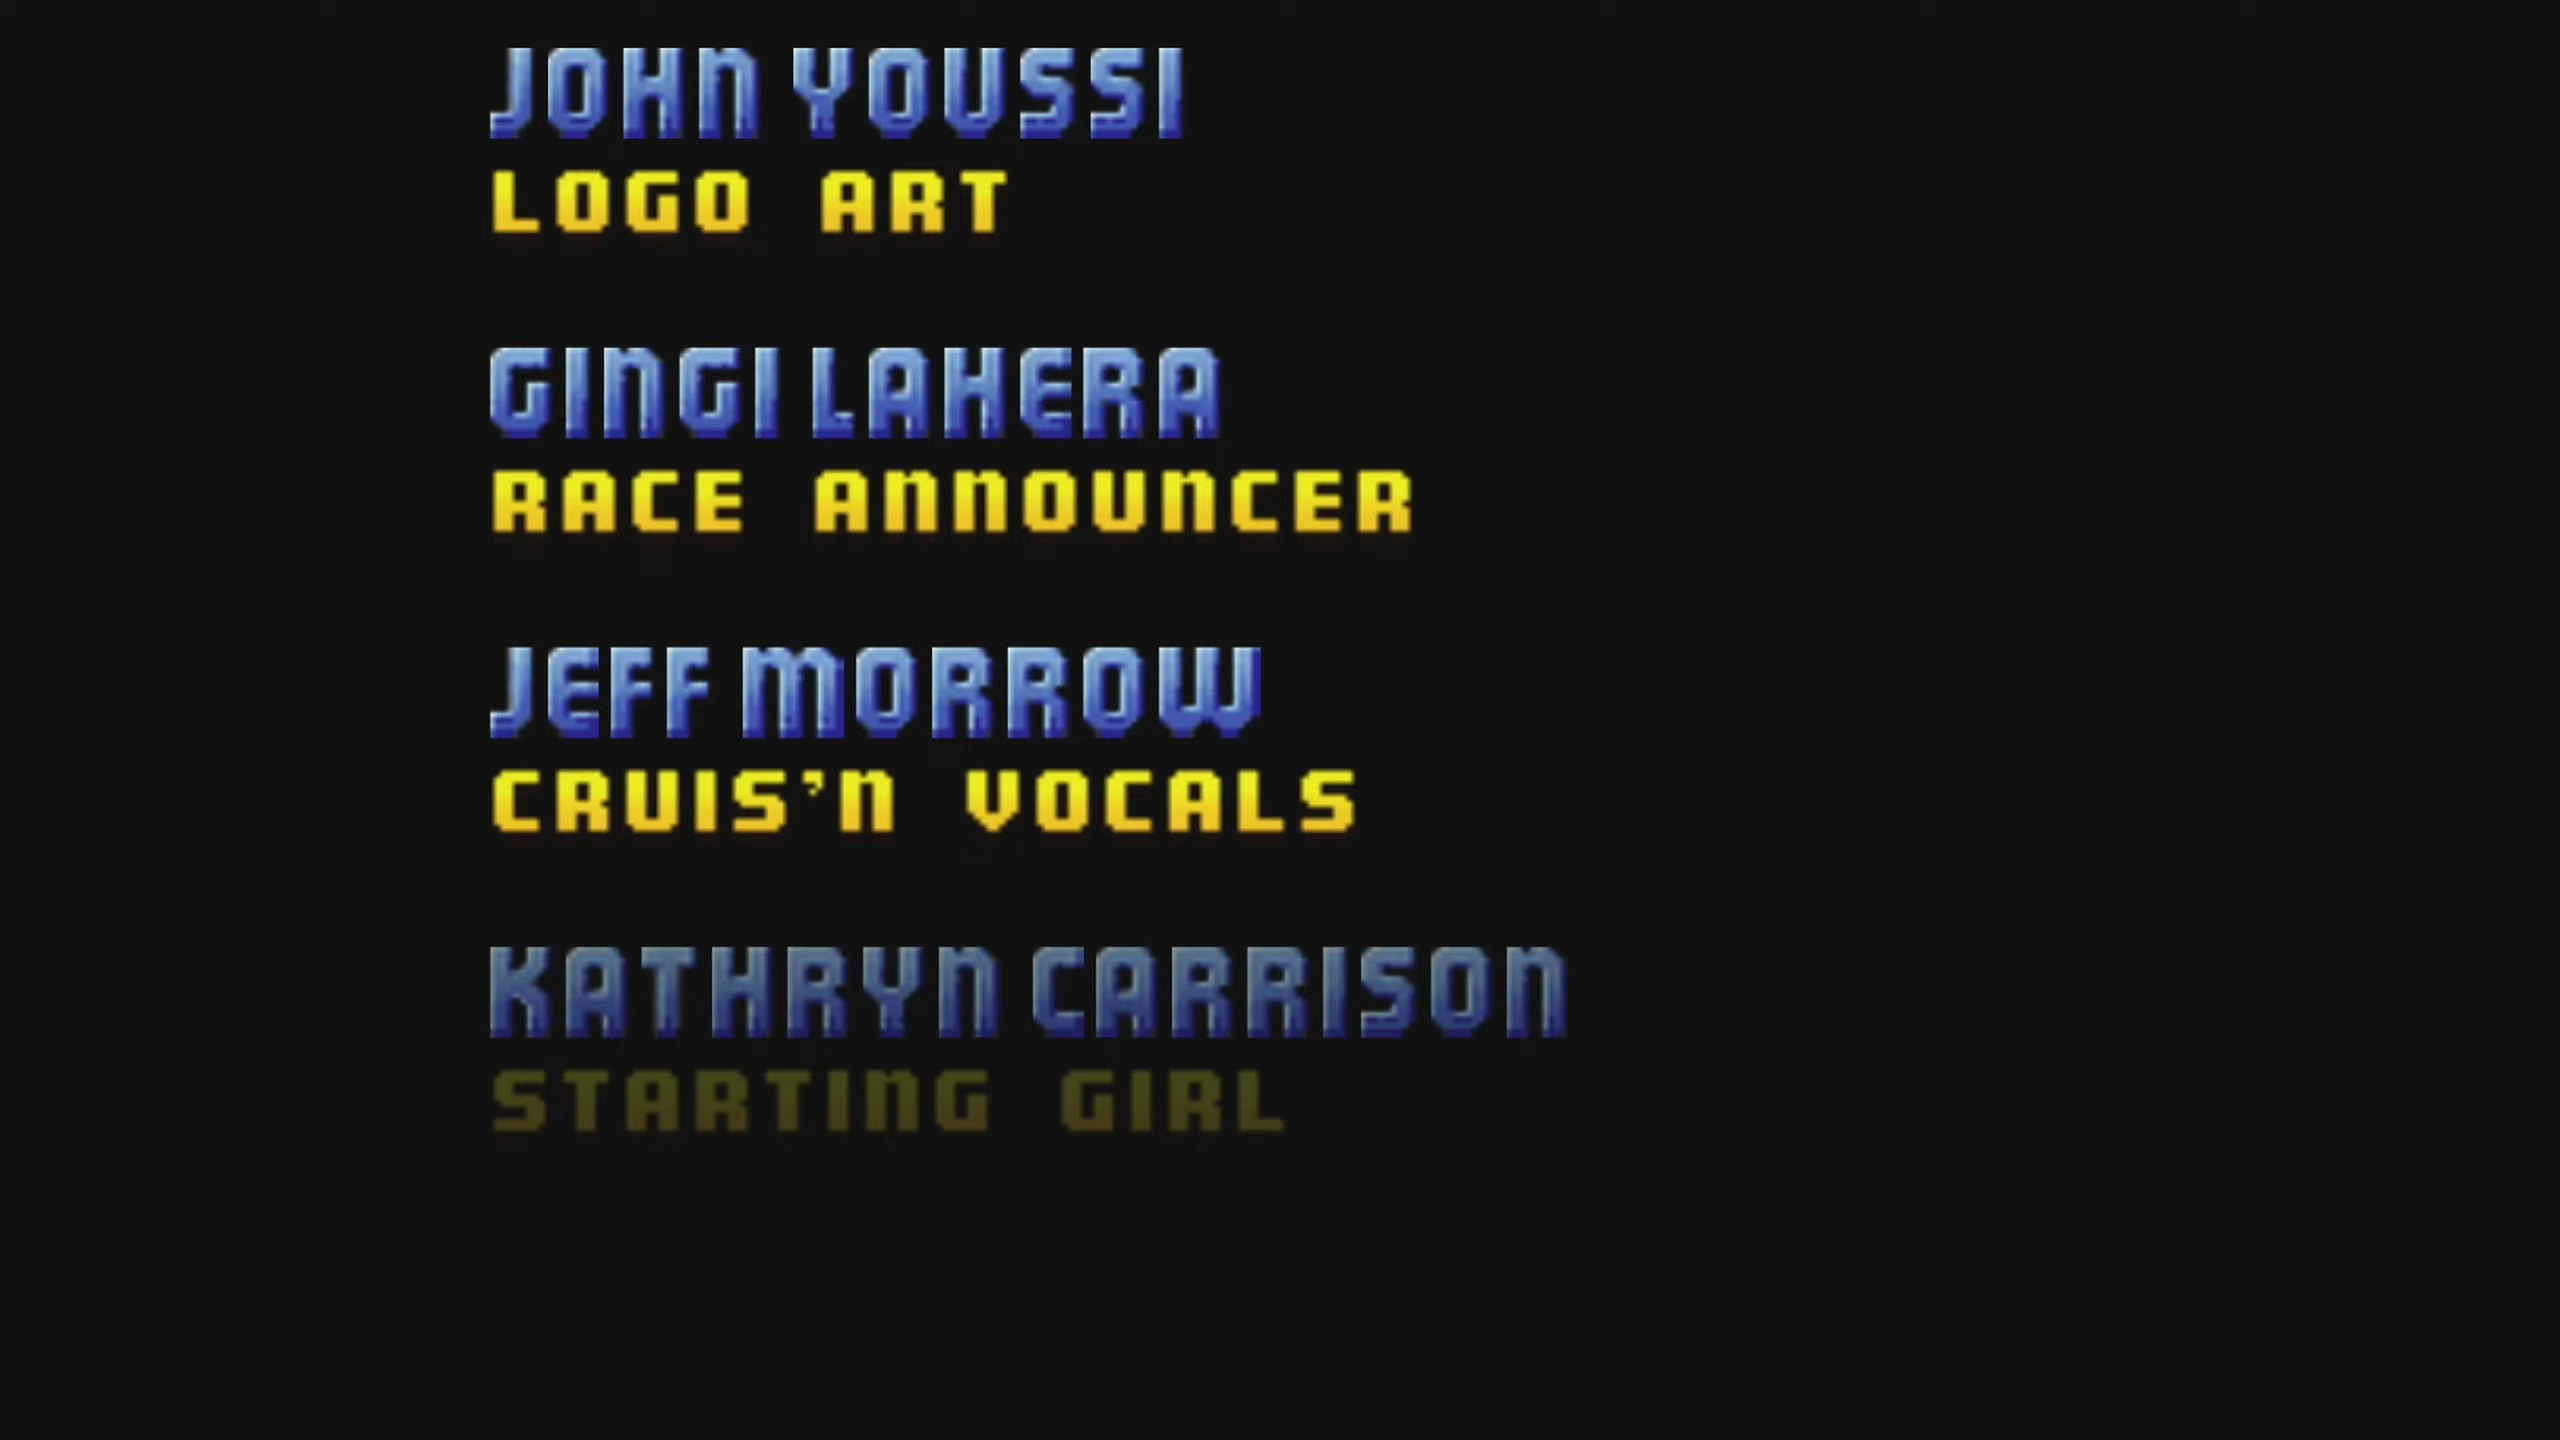 JOHN YOUSSI
LOGO ART
GINGI LAHERA
RACE ANNOUNCER
JEFF MORROW
CRUIS'N VOCALS
KATHRYN CARRISON
STARTING GIRL